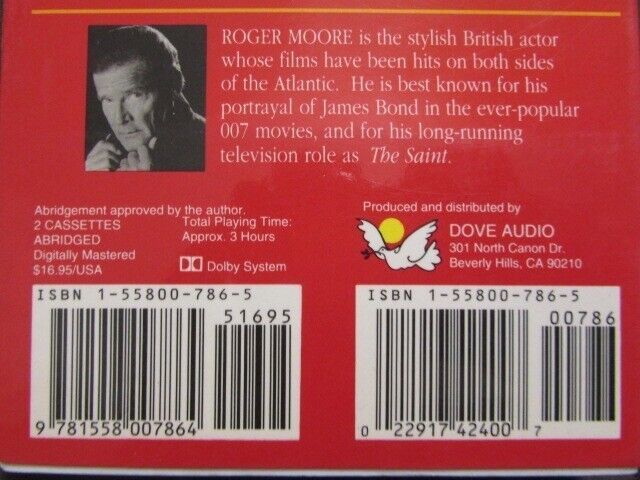 ROGER MOORE is the stylish British actor
whose films have been hits on both sides
of the Atlantic. He is best known for his
portrayal of James Bond in the ever-popular
007 movies, and for his long-running
television role as The Saint.
Abridgement approved by the author.
2 CASSETTES
ABRIDGED
Digitally Mastered
$16.95/USA
Total Playing Time:
Approx. 3 Hours
Dolby System
Produced and distributed by
DOVE AUDIO
301 North Canon Dr.
Beverly Hills, CA 90210
ISBN 1-55800-786-5
51695
9 781558 007864
ISBN 1-55800-786-5
00786
0 22917 42400 7